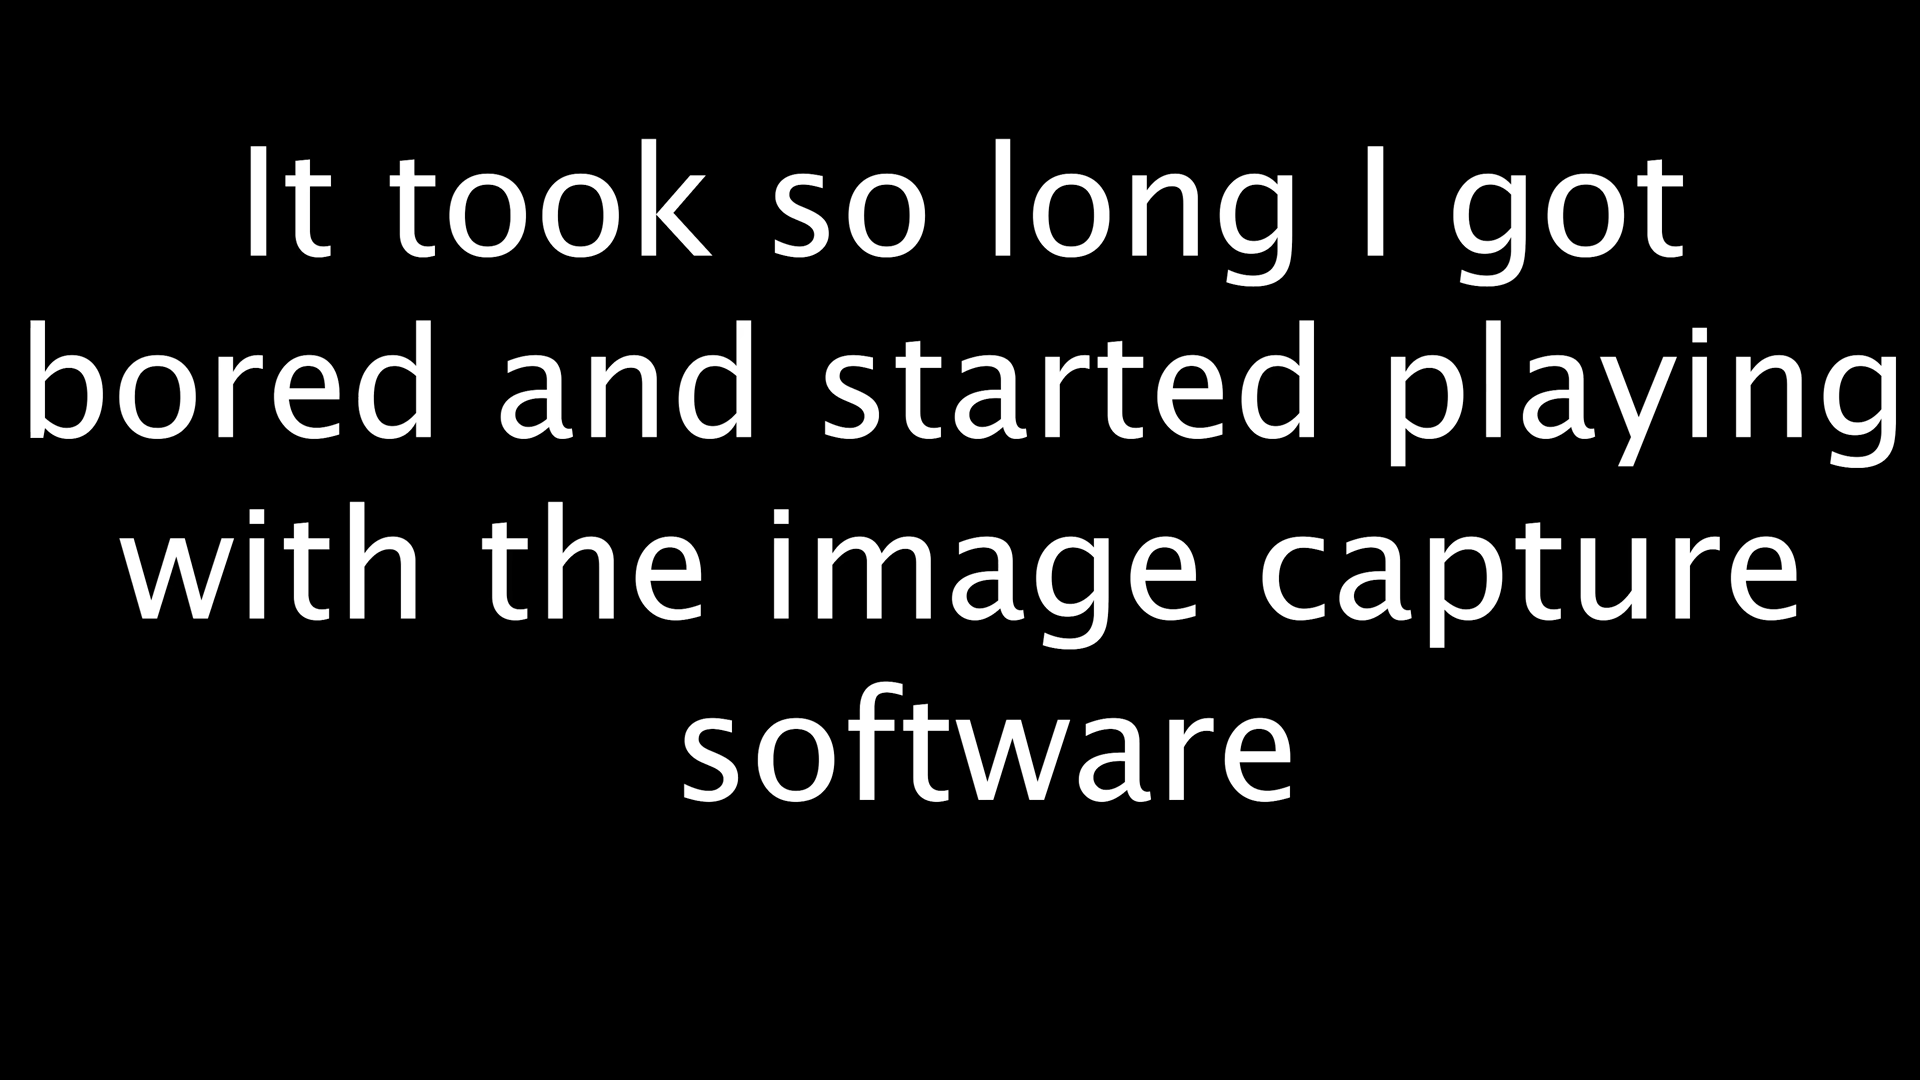 It took so long I got
bored and started playing
with the image capture
software